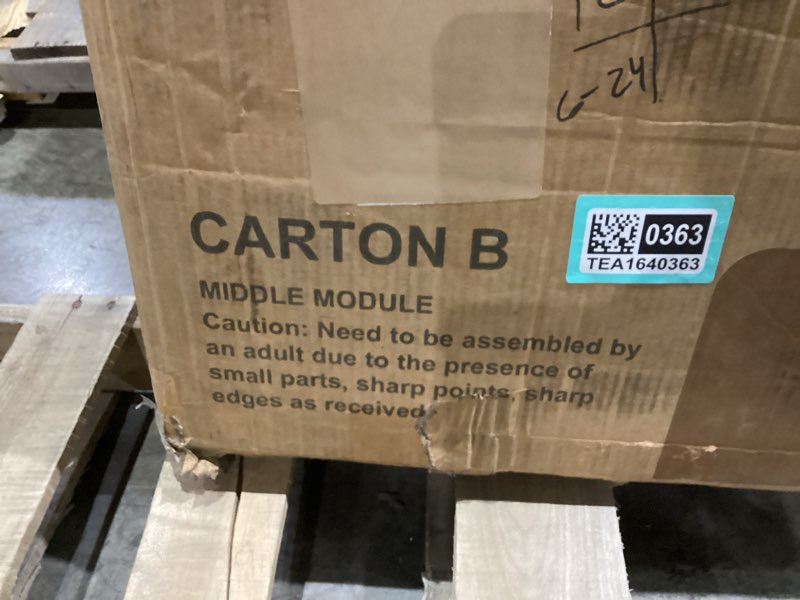 6-24
0363
TEA1640363
CARTON B
MIDDLE MODULE
Caution: Need to be assembled by
an adult due to the presence of
small parts, sharp points, sharp
edges as received.